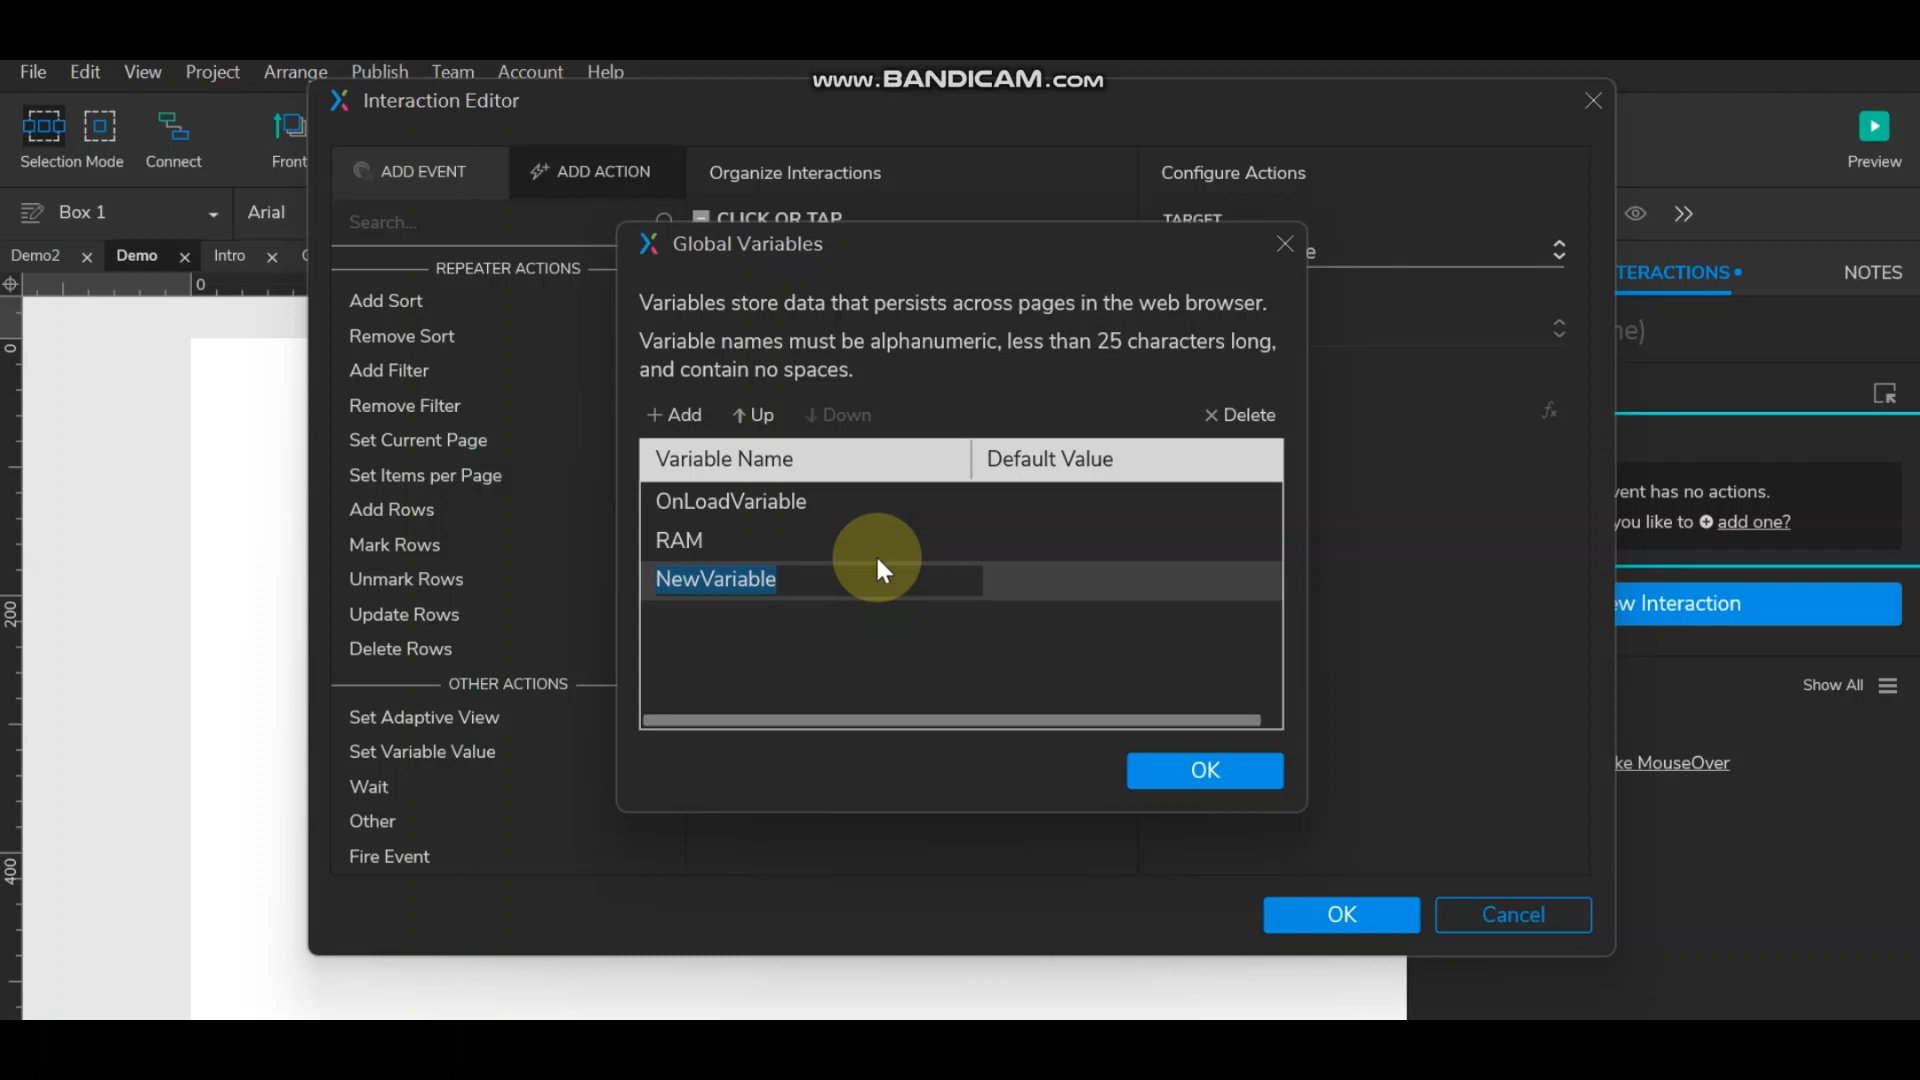 www.BANDICAM.com
File Edit View Project Arrange Publish Team Account Help
Interaction Editor
Selection Mode Connect Front Preview
ADD EVENT ADD ACTION Organize Interactions Configure Actions
Box 1 Arial
Search... CLICK OR TAP TARGET
Global Variables
Demo2 Demo Intro
TERACTIONS NOTES
0
REPEATER ACTIONS
Add Sort
Remove Sort
Add Filter
Remove Filter
Set Current Page
Set Items per Page
Add Rows
Mark Rows
Unmark Rows
Update Rows
Delete Rows
OTHER ACTIONS
Set Adaptive View
Set Variable Value
Wait
Other
Fire Event
Variables store data that persists across pages in the web browser.
Variable names must be alphanumeric, less than 25 characters long,
and contain no spaces.
Add Up Down Delete
Variable Name Default Value
OnLoadVariable
RAM
NewVariable
OK
OK Cancel
ne)
fx
vent has no actions.
you like to add one?
ew Interaction
Show All
ke MouseOver
0
200
400